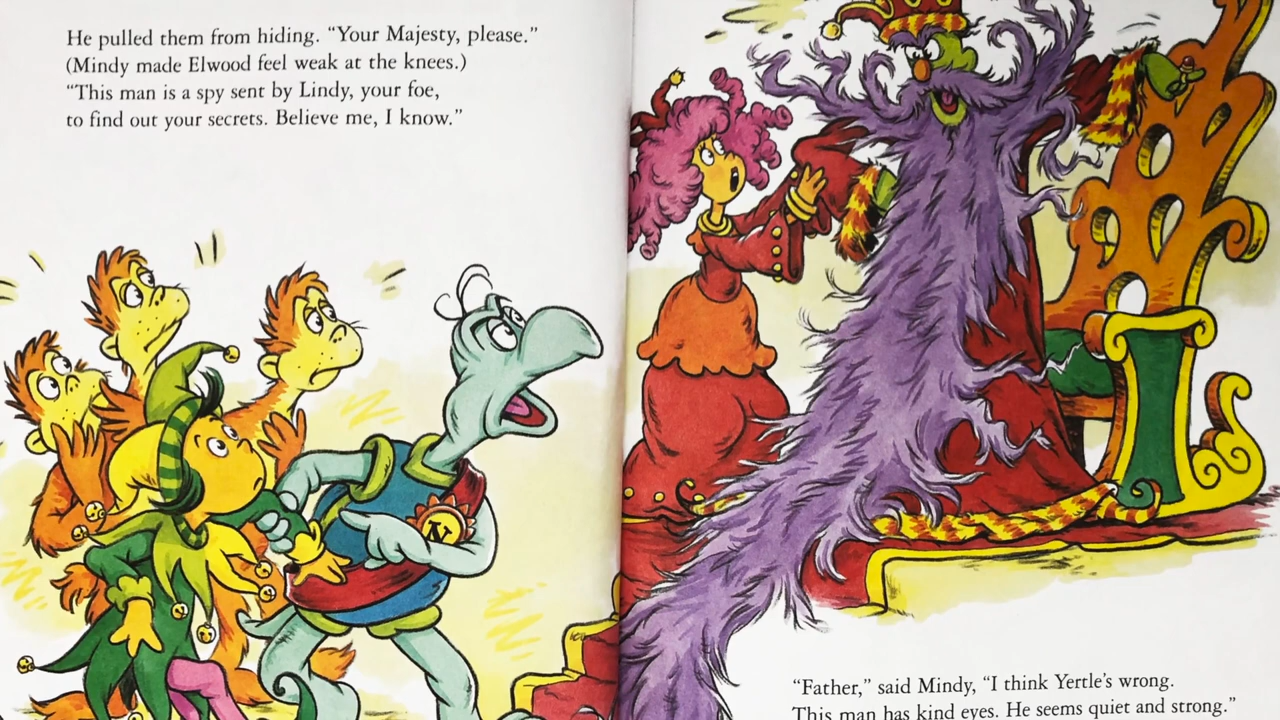 He pulled them from hiding. “Your Majesty, please.”
(Mindy made Elwood feel weak at the knees.)
“This man is a spy sent by Lindy, your foe,
to find out your secrets. Believe me, I know.”
“Father,” said Mindy, “I think Yertle’s wrong.
This man has kind eyes. He seems quiet and strong.”